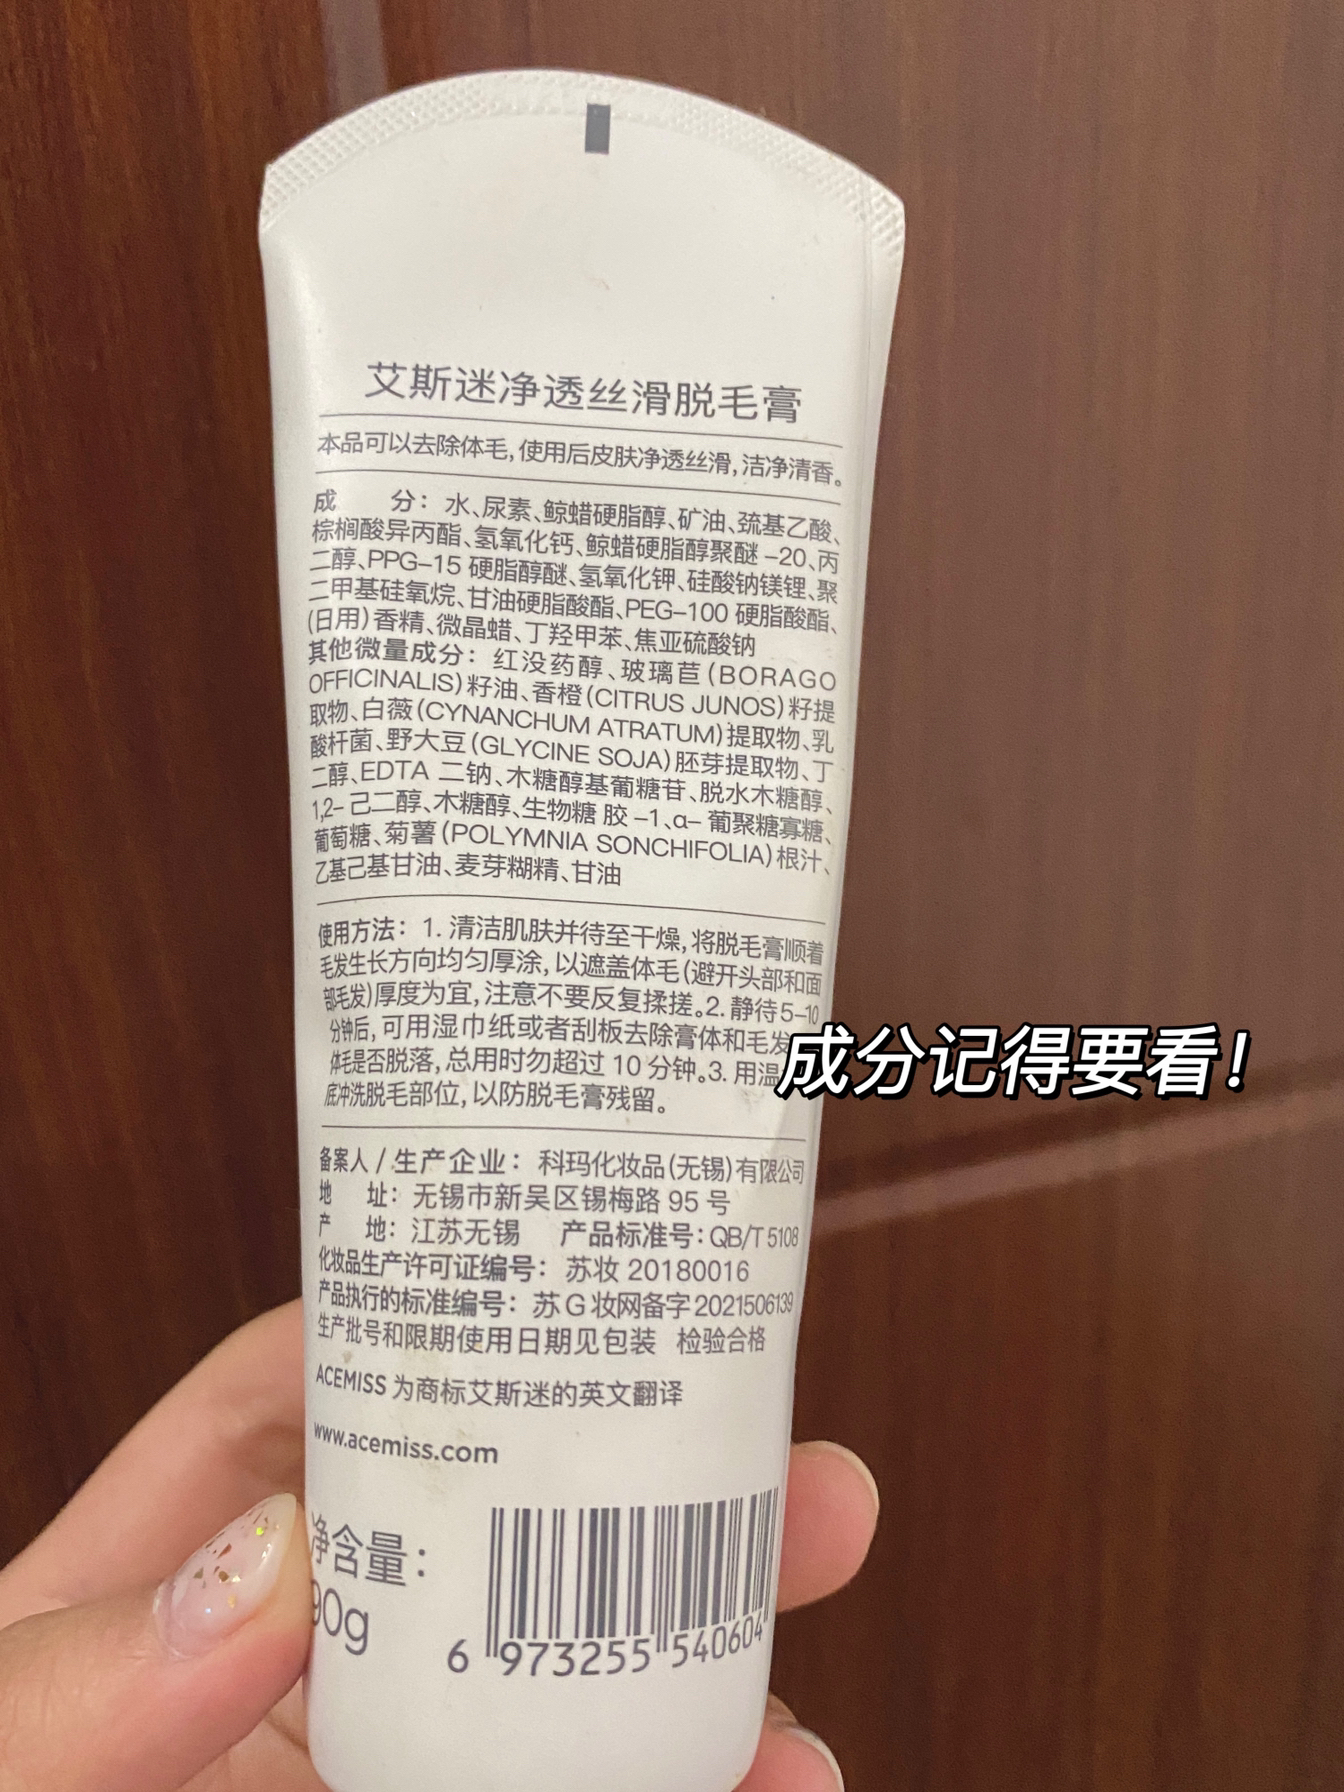 艾斯迷净透丝滑脱毛膏
本品可以去除体毛,使用后皮肤净透丝滑,洁净清香。
成 分：水、尿素、鲸蜡硬脂醇、矿油、巯基乙酸、
棕榈酸异丙酯、氢氧化钙、鲸蜡硬脂醇聚醚-20、丙
二醇、PPG-15 硬脂醇醚、氢氧化钾、硅酸钠镁锂、聚
二甲基硅氧烷、甘油硬脂酸酯、PEG-100 硬脂酸酯、
(日用)香精、微晶蜡、丁羟甲苯、焦亚硫酸钠
其他微量成分：红没药醇、玻璃苣(BORAGO
OFFICINALIS)籽油、香橙(CITRUS JUNOS)籽提
取物、白薇(CYNANCHUM ATRATUM)提取物、乳
酸杆菌、野大豆(GLYCINE SOJA)胚芽提取物、丁
二醇、EDTA 二钠、木糖醇基葡糖苷、脱水木糖醇、
1,2- 己二醇、木糖醇、生物糖 胶 -1、α- 葡聚糖寡糖、
葡萄糖、菊薯(POLYMNIA SONCHIFOLIA)根汁、
乙基己基甘油、麦芽糊精、甘油
使用方法：1. 清洁肌肤并待至干燥,将脱毛膏顺着
毛发生长方向均匀厚涂,以遮盖体毛(避开头部和面
部毛发)厚度为宜,注意不要反复揉搓。2. 静待5-10
分钟后,可用湿巾纸或者刮板去除膏体和毛发
体毛是否脱落,总用时勿超过 10 分钟。3. 用温
底冲洗脱毛部位,以防脱毛膏残留。
成分记得要看！
备案人 / 生产企业：科玛化妆品(无锡)有限公司
地 址：无锡市新吴区锡梅路 95 号
产 地：江苏无锡 产品标准号:QB/T 5108
化妆品生产许可证编号：苏妆 20180016
产品执行的标准编号：苏 G 妆网备字 2021506139
生产批号和限期使用日期见包装 检验合格
ACEMISS 为商标艾斯迷的英文翻译
www.acemiss.com
净含量：
90g
6 973255 540604